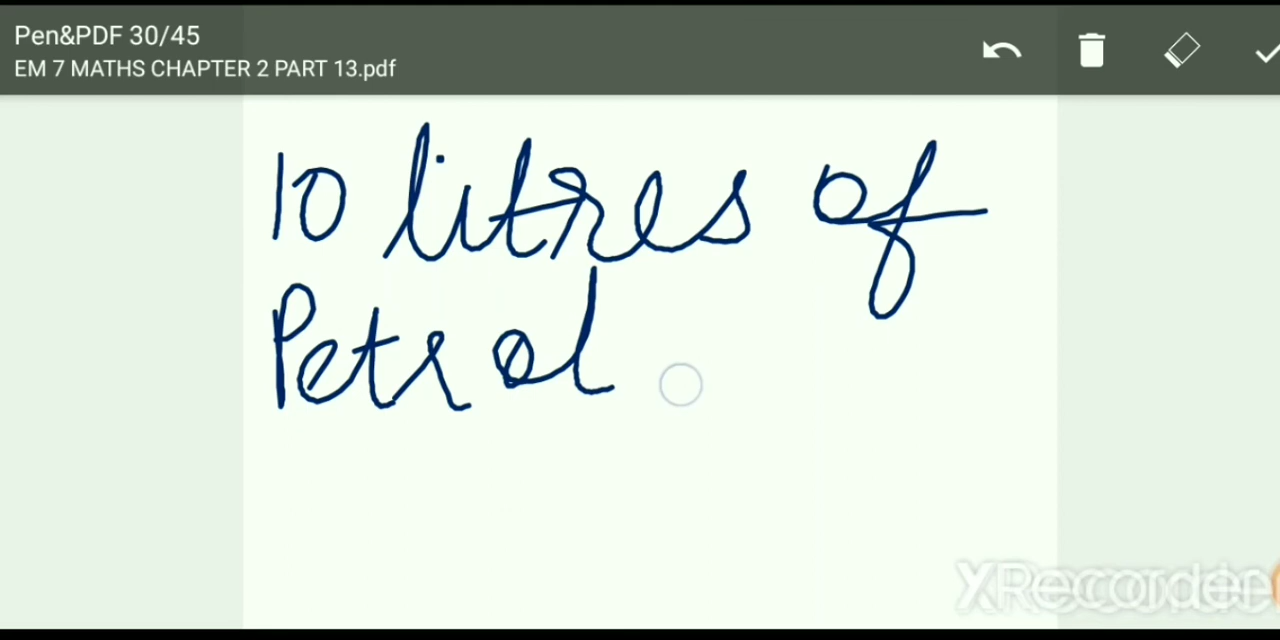 Pen&PDF 30/45
EM 7 MATHS CHAPTER 2 PART 13.pdf
10 litres of
Petrol
XRecorder